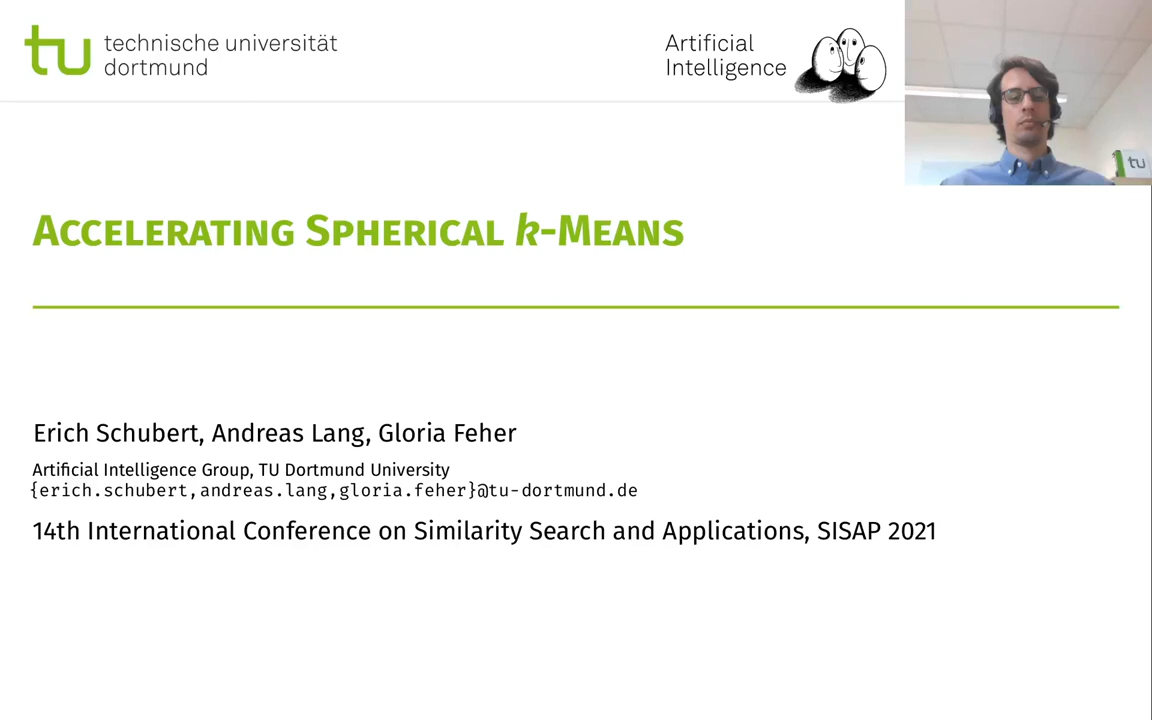 technische universität
dortmund
Artificial
Intelligence
tu
Accelerating Spherical k-Means
Erich Schubert, Andreas Lang, Gloria Feher
Artificial Intelligence Group, TU Dortmund University
{erich.schubert,andreas.lang,gloria.feher}@tu-dortmund.de
14th International Conference on Similarity Search and Applications, SISAP 2021